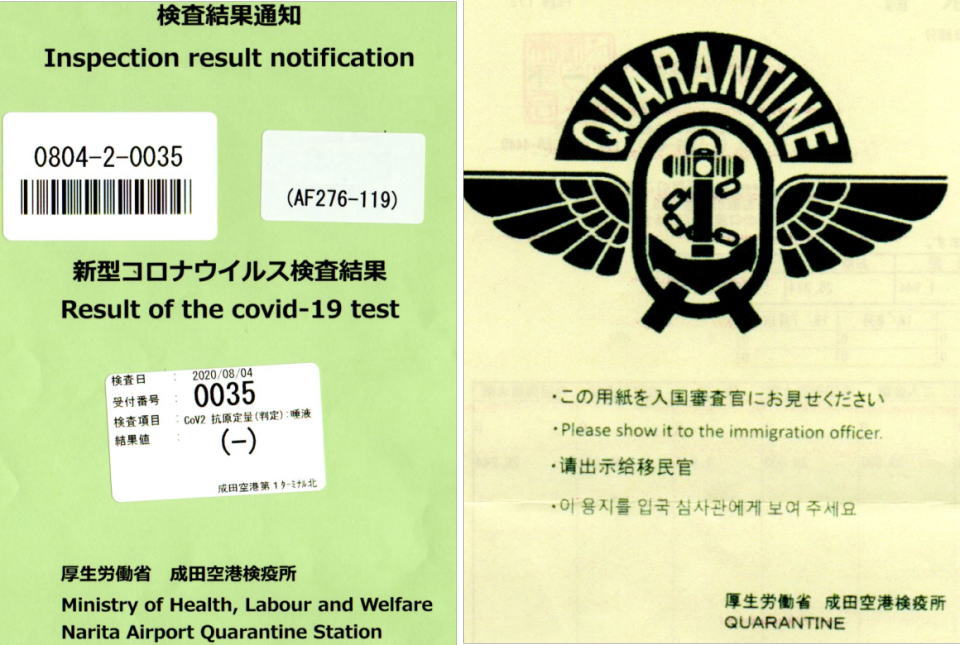 検査結果通知
Inspection result notification
0804-2-0035
(AF276-119)
新型コロナウイルス検査結果
Result of the covid-19 test
検査日 : 2020/08/04
受付番号 : 0035
検査項目 : CoV2 抗原定量(判定):唾液
結果値 : (-)
成田空港第1ターミナル北
厚生労働省 成田空港検疫所
Ministry of Health, Labour and Welfare
Narita Airport Quarantine Station
QUARANTINE
・この用紙を入国審査官にお見せください
・Please show it to the immigration officer.
・请出示给移民官
・이 용지를 입국 심사관에게 보여 주세요
厚生労働省 成田空港検疫所
QUARANTINE